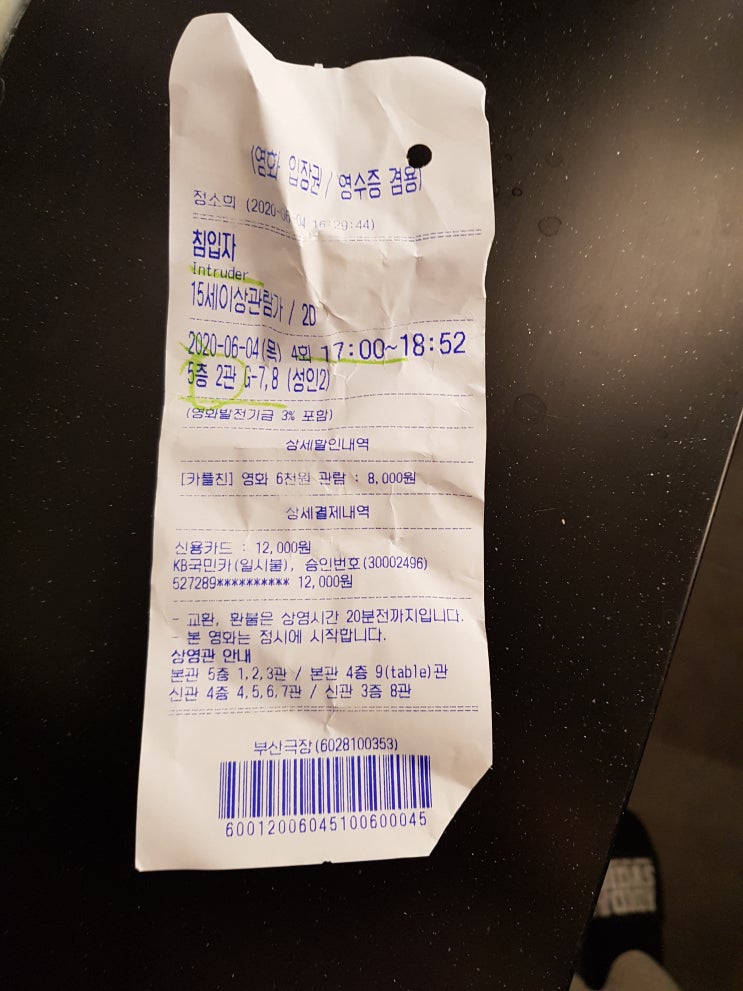 (영화 입장권 / 영수증 겸용)
정소희 (2020-06-04 16:29:44)
침입자
Intruder
15세이상관람가 / 2D
2020-06-04(목) 4회 17:00~18:52
5층 2관 G-7,8 (성인2)
(영화발전기금 3% 포함)
상세할인내역
[카플친] 영화 6천원 관람 : 8,000원
상세결제내역
신용카드 : 12,000원
KB국민카(일시불), 승인번호(30002496)
527289********** 12,000원
- 교환, 환불은 상영시간 20분전까지입니다.
- 본 영화는 정시에 시작합니다.
상영관 안내
본관 5층 1,2,3관 / 본관 4층 9(table)관
신관 4층 4,5,6,7관 / 신관 3층 8관
부산극장(6028100353)
60012006045100600045